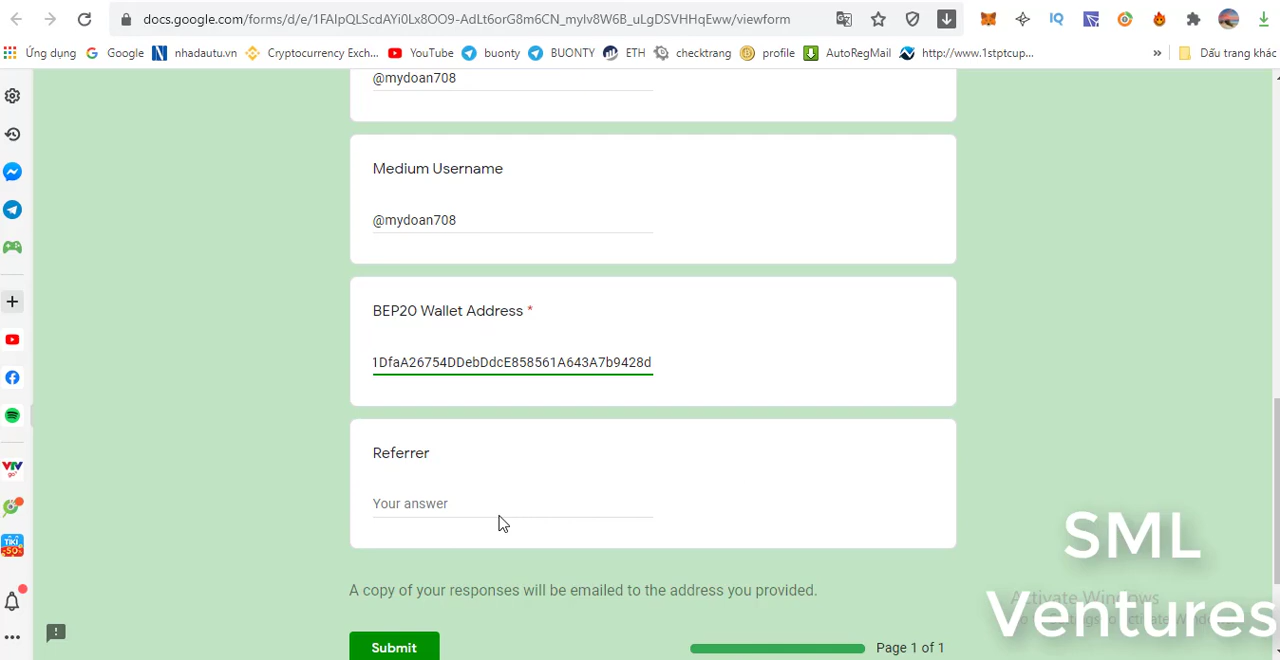 docs.google.com/forms/d/e/1FAIpQLScdAYi0Lx8OO9-AdLt6orG8m6CN_mylv8W6B_uLgDSVHHqEww/viewform
Ứng dụng Google nhadautu.vn Cryptocurrency Exch... YouTube buonty BUONTY ETH checktrang profile AutoRegMail http://www.1stptcup... » Dấu trang khác
@mydoan708
Medium Username
@mydoan708
BEP20 Wallet Address *
1DfaA26754DDebDdcE858561A643A7b9428d
Referrer
Your answer
A copy of your responses will be emailed to the address you provided.
Submit
Page 1 of 1
SML
Ventures
Activate Windows